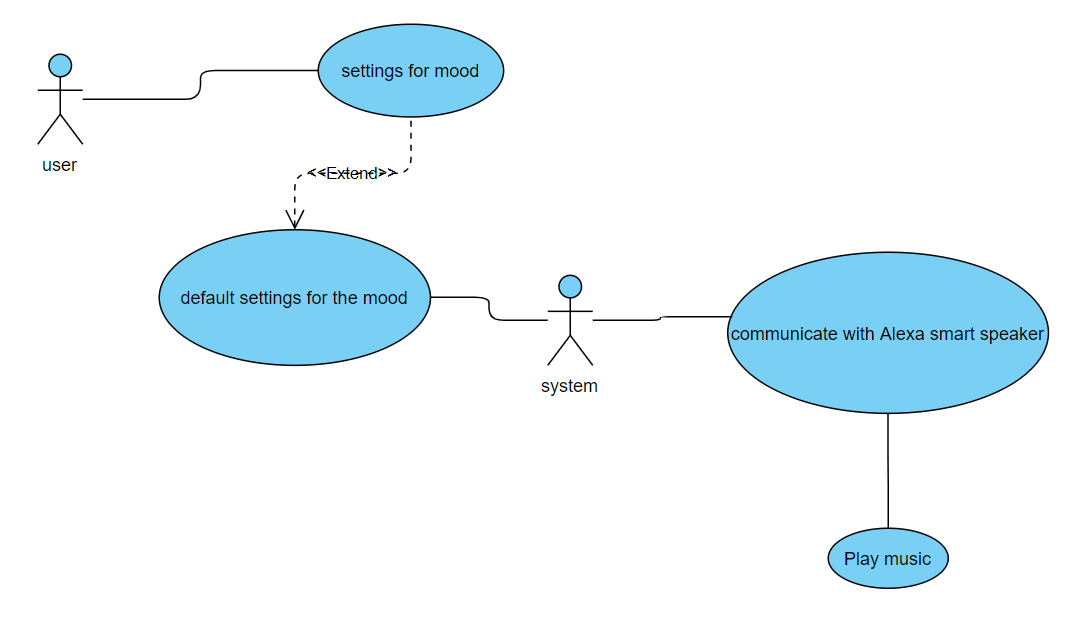 settings for mood
user
<<Extend>>
default settings for the mood
system
communicate with Alexa smart speaker
Play music